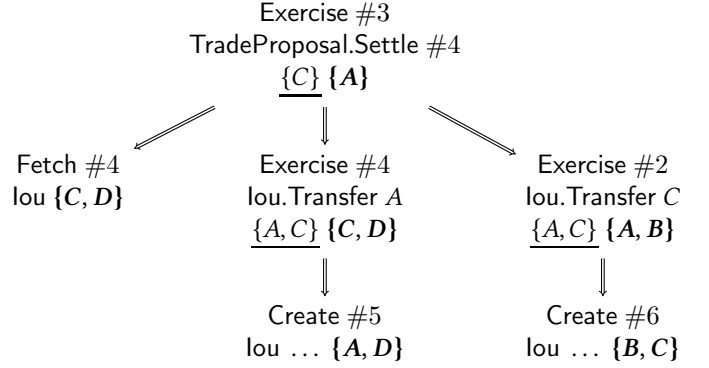 Exercise #3
TradeProposal.Settle #4
{C} {A}
Fetch #4
Iou {C, D}
Exercise #4
Iou.Transfer A
{A, C} {C, D}
Exercise #2
Iou.Transfer C
{A, C} {A, B}
Create #5
Iou ... {A, D}
Create #6
Iou ... {B, C}